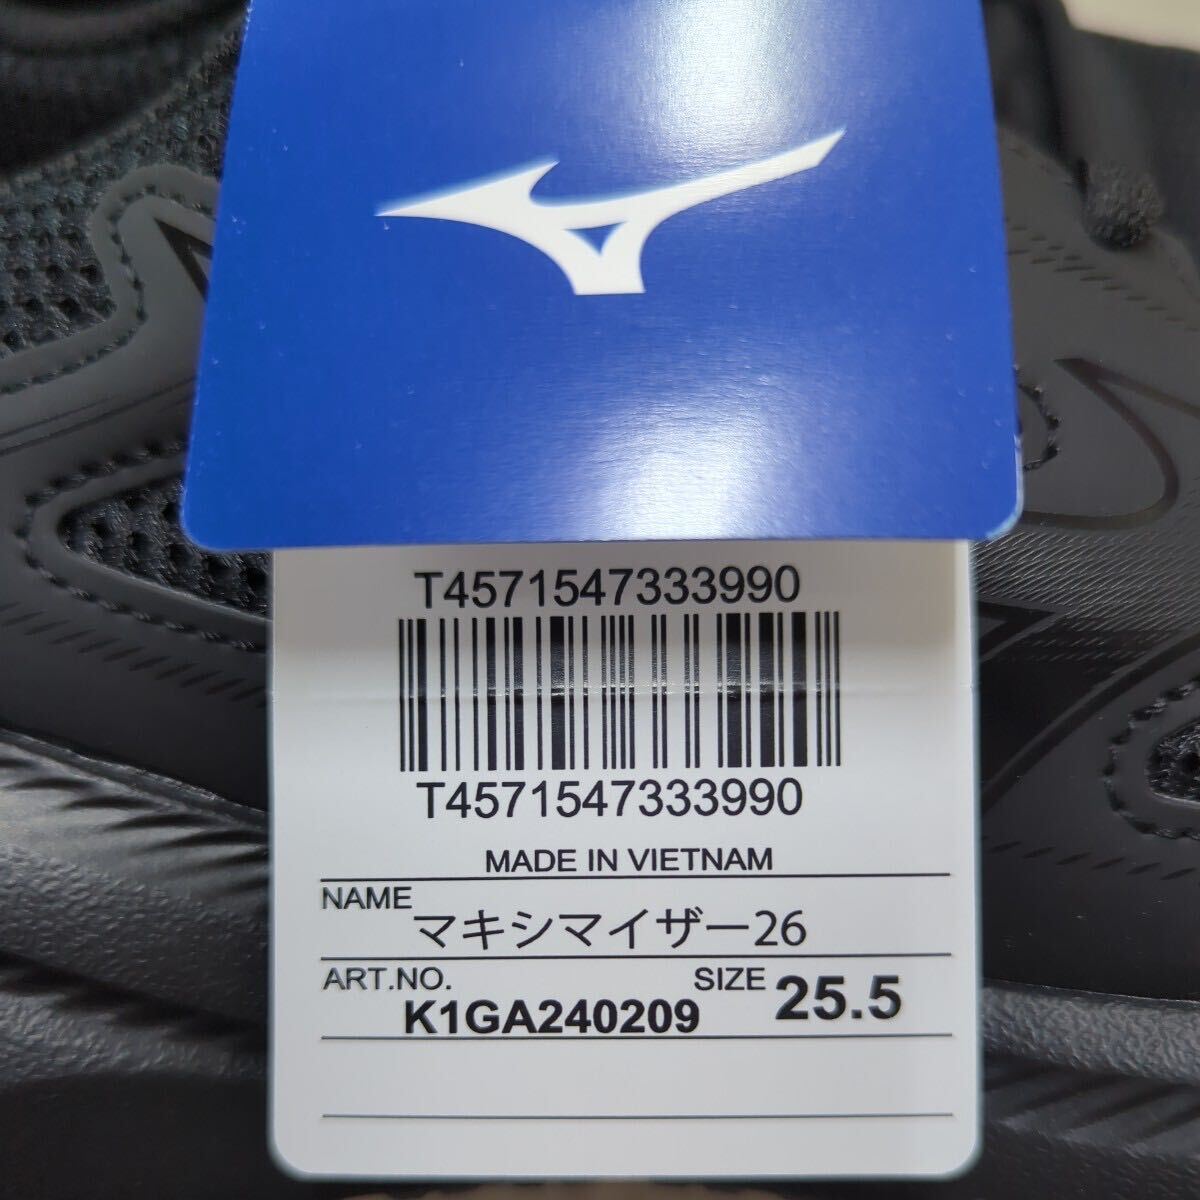 T4571547333990
T4571547333990
MADE IN VIETNAM
NAME
マキシマイザー26
ART.NO. SIZE
K1GA240209 25.5